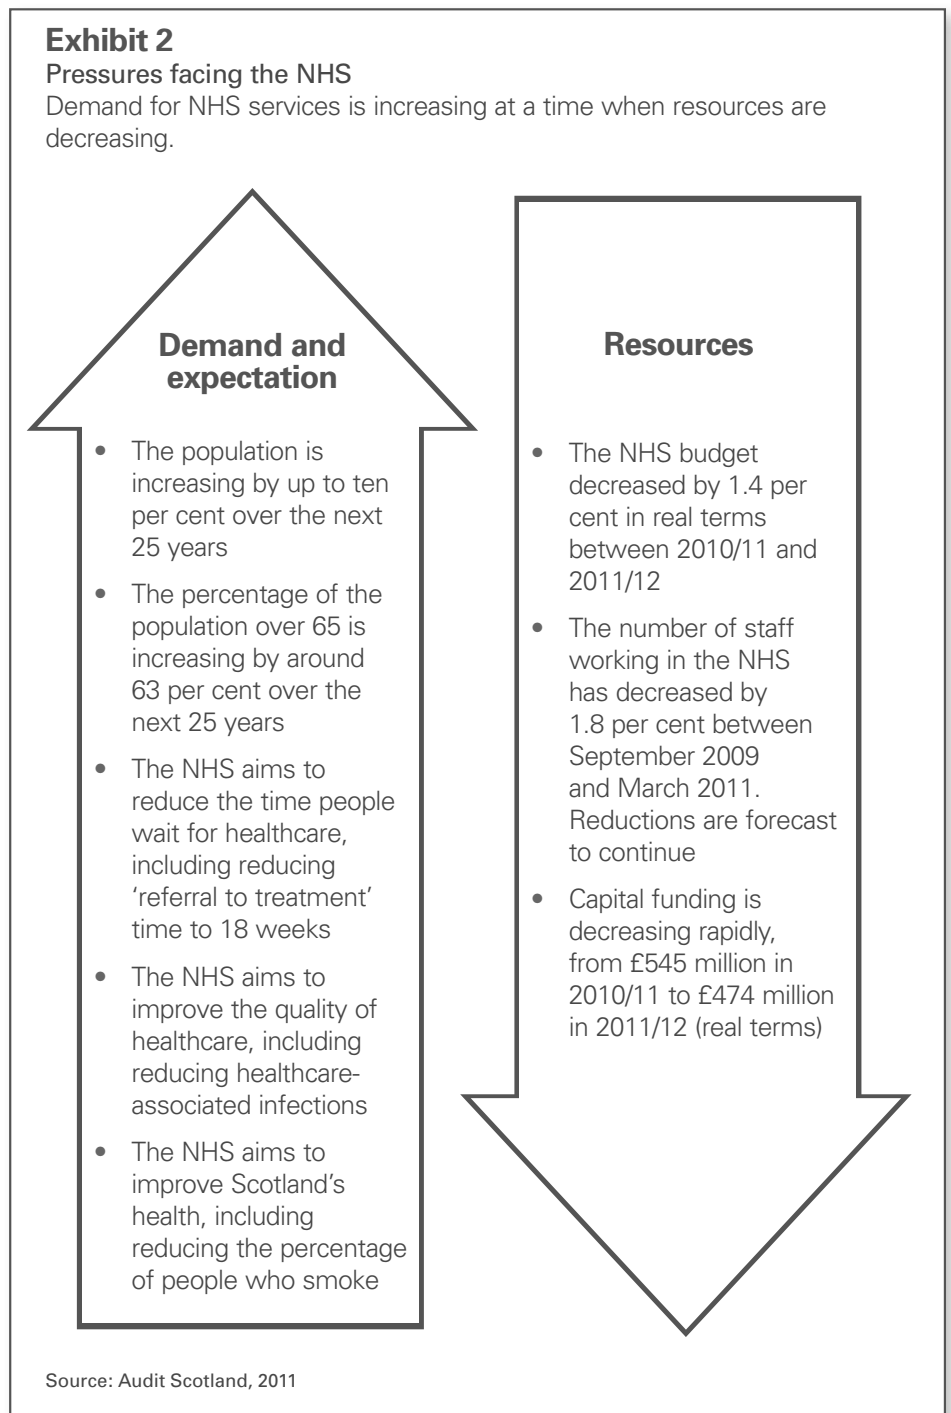 Exhibit 2
Pressures facing the NHS
Demand for NHS services is increasing at a time when resources are
decreasing.
Demand and
expectation
• The population is
increasing by up to ten
per cent over the next
25 years
• The percentage of the
population over 65 is
increasing by around
63 per cent over the
next 25 years
• The NHS aims to
reduce the time people
wait for healthcare,
including reducing
‘referral to treatment’
time to 18 weeks
• The NHS aims to
improve the quality of
healthcare, including
reducing healthcare-
associated infections
• The NHS aims to
improve Scotland’s
health, including
reducing the percentage
of people who smoke
Resources
• The NHS budget
decreased by 1.4 per
cent in real terms
between 2010/11 and
2011/12
• The number of staff
working in the NHS
has decreased by
1.8 per cent between
September 2009
and March 2011.
Reductions are forecast
to continue
• Capital funding is
decreasing rapidly,
from £545 million in
2010/11 to £474 million
in 2011/12 (real terms)
Source: Audit Scotland, 2011